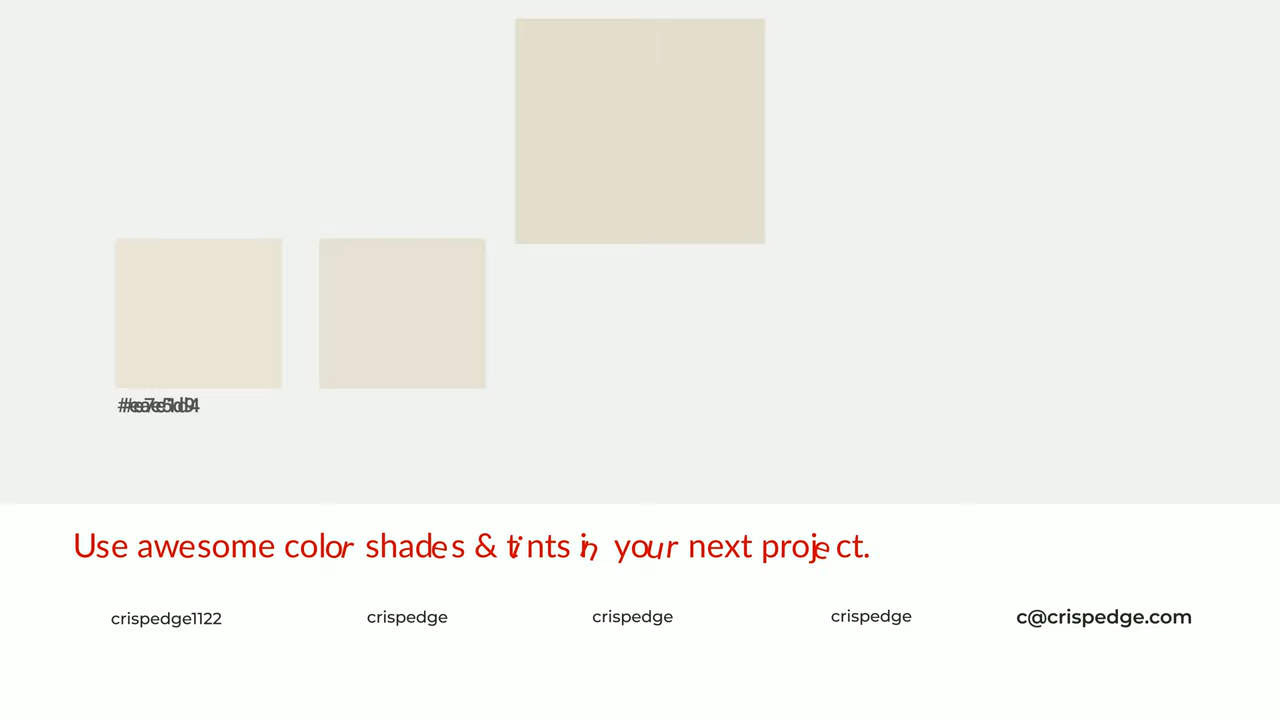 Use awesome color shades & tints in your next project.
crispedge1122 crispedge crispedge crispedge c@crispedge.com